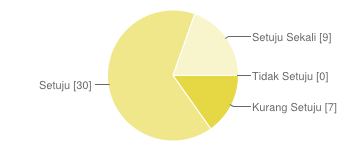 Setuju Sekali [9]
Tidak Setuju [0]
Setuju [30]
Kurang Setuju [7]